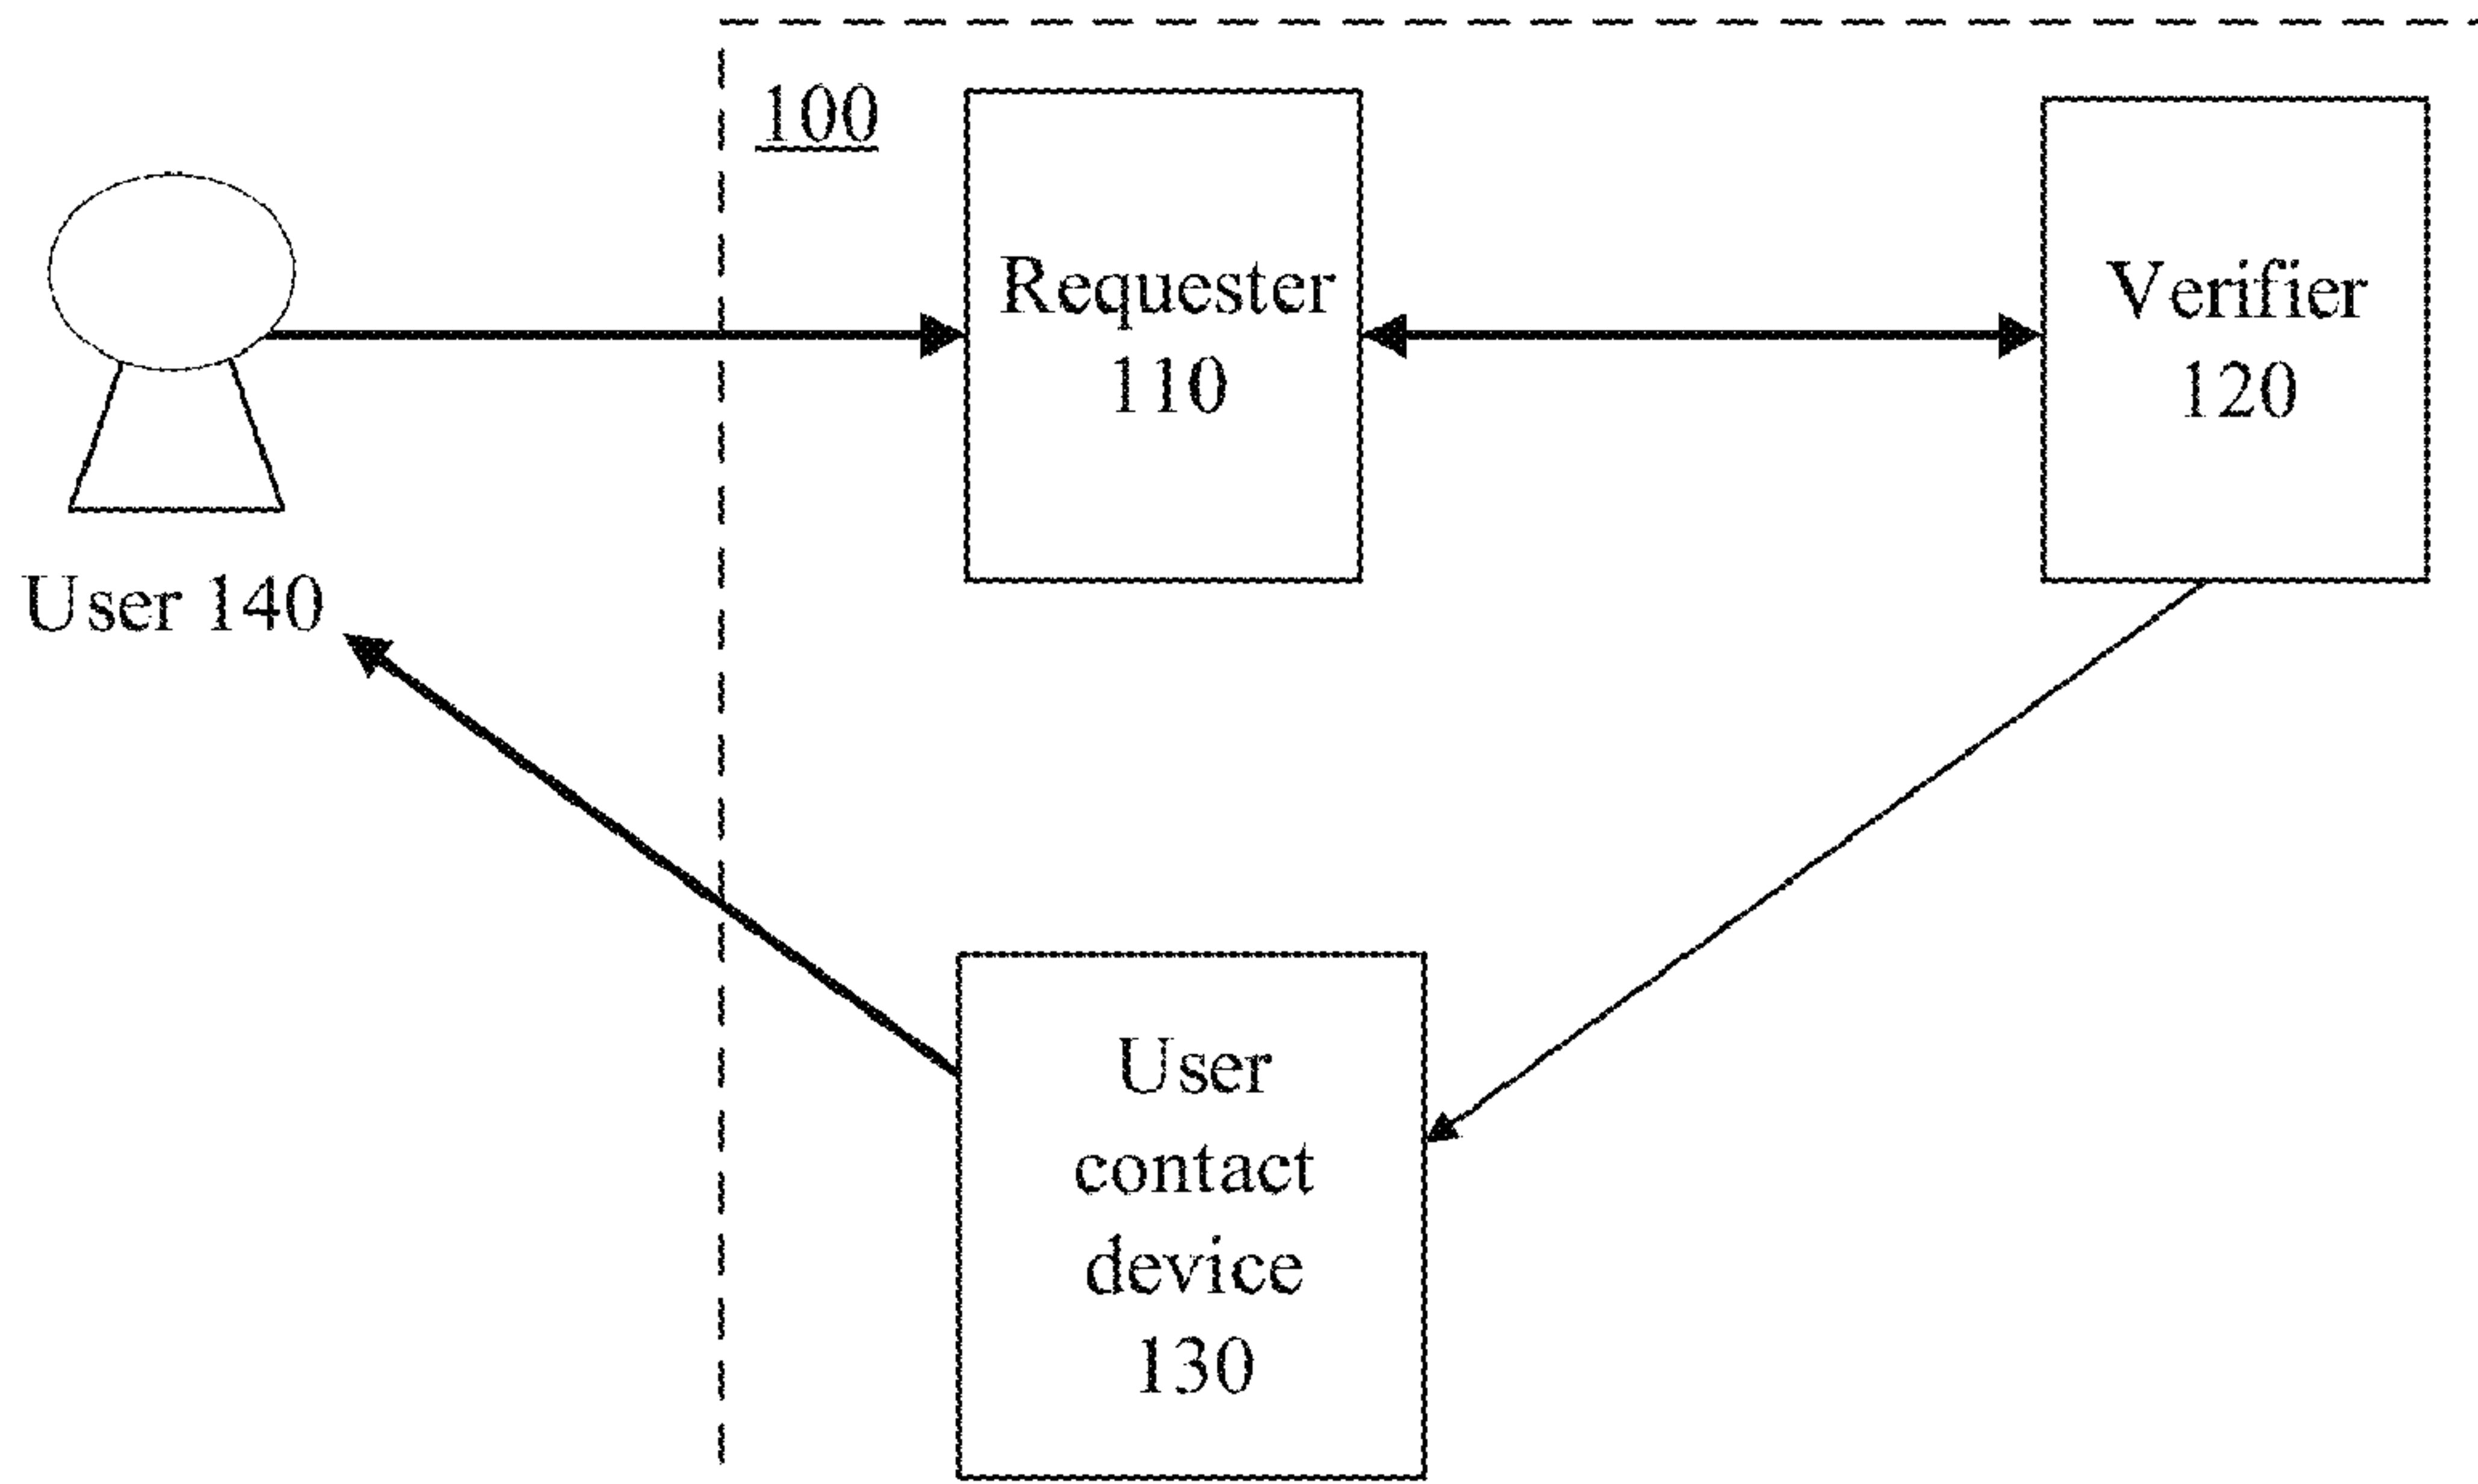 100
Requester
110
Verifier
120
User 140
User
contact
device
130